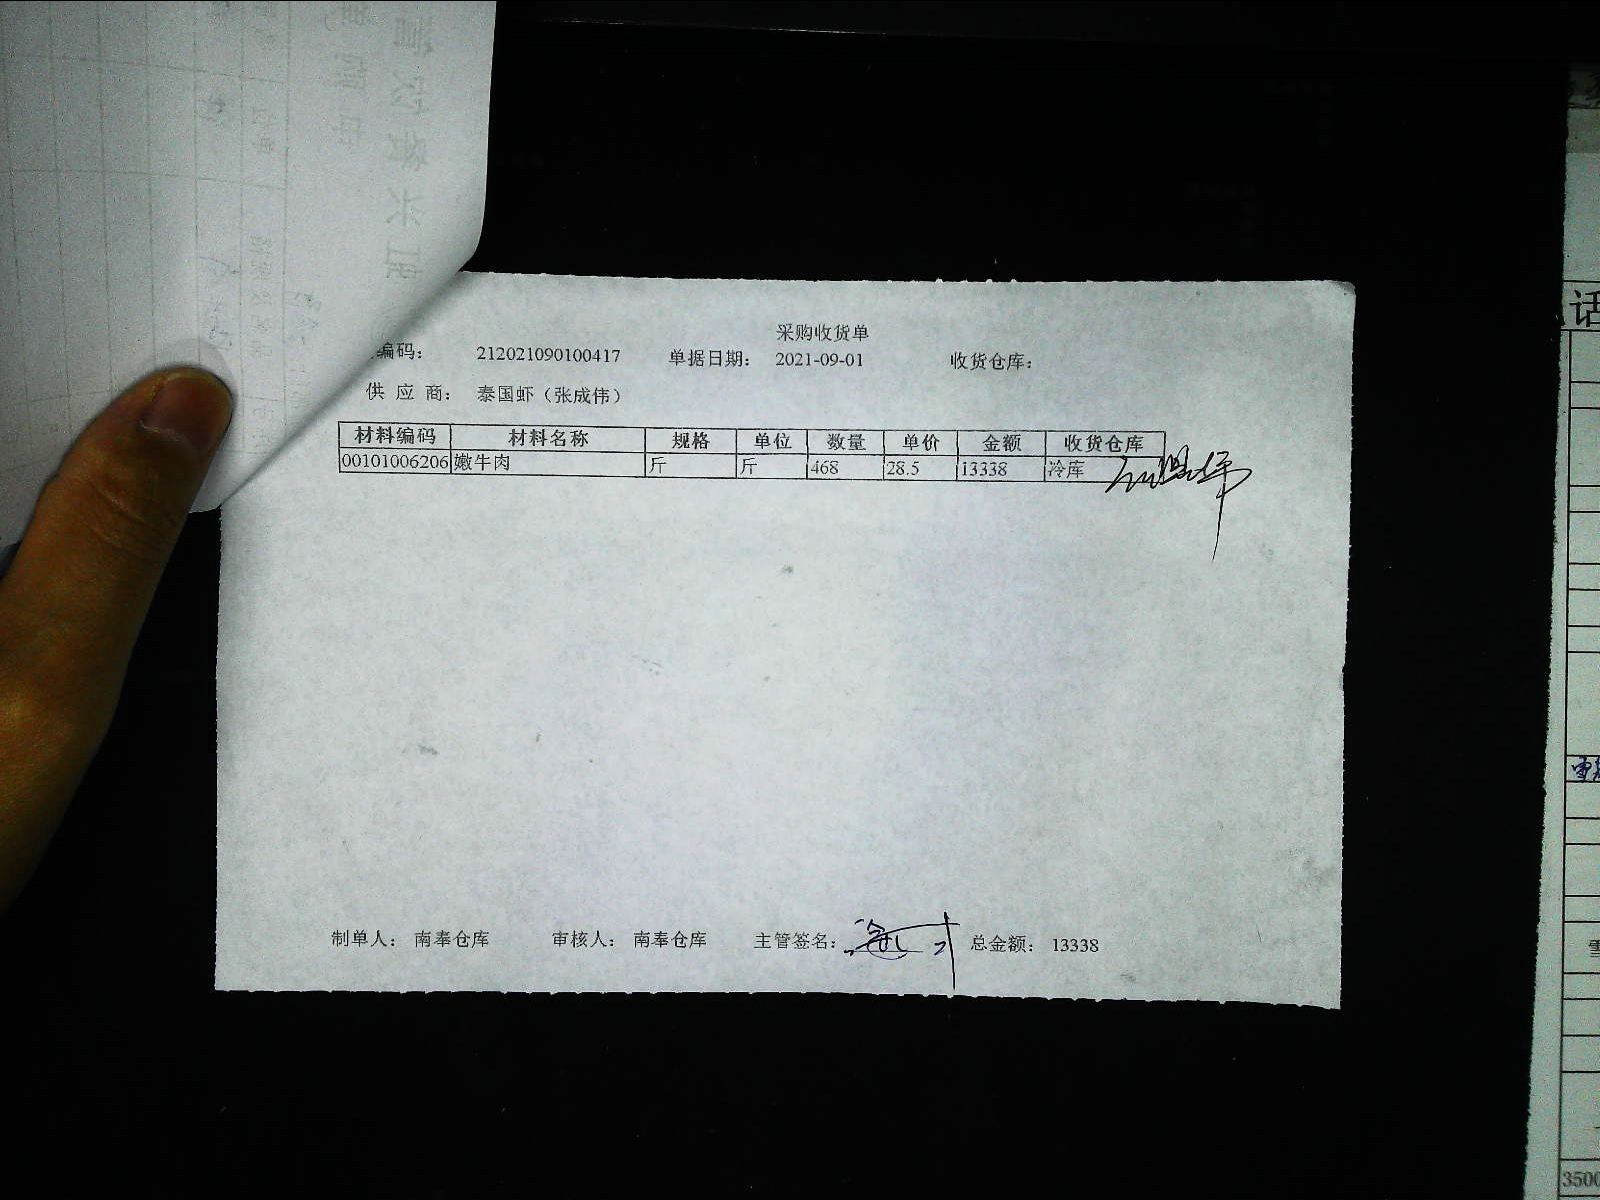 采购收货单
编码： 212021090100417 单据日期： 2021-09-01 收货仓库：
供 应 商： 泰国虾（张成伟）
材料编码 材料名称 规格 单位 数量 单价 金额 收货仓库
00101006206 嫩牛肉 斤 斤 468 28.5 13338 冷库
制单人： 南奉仓库 审核人： 南奉仓库 主管签名： 总金额： 13338
话
3500